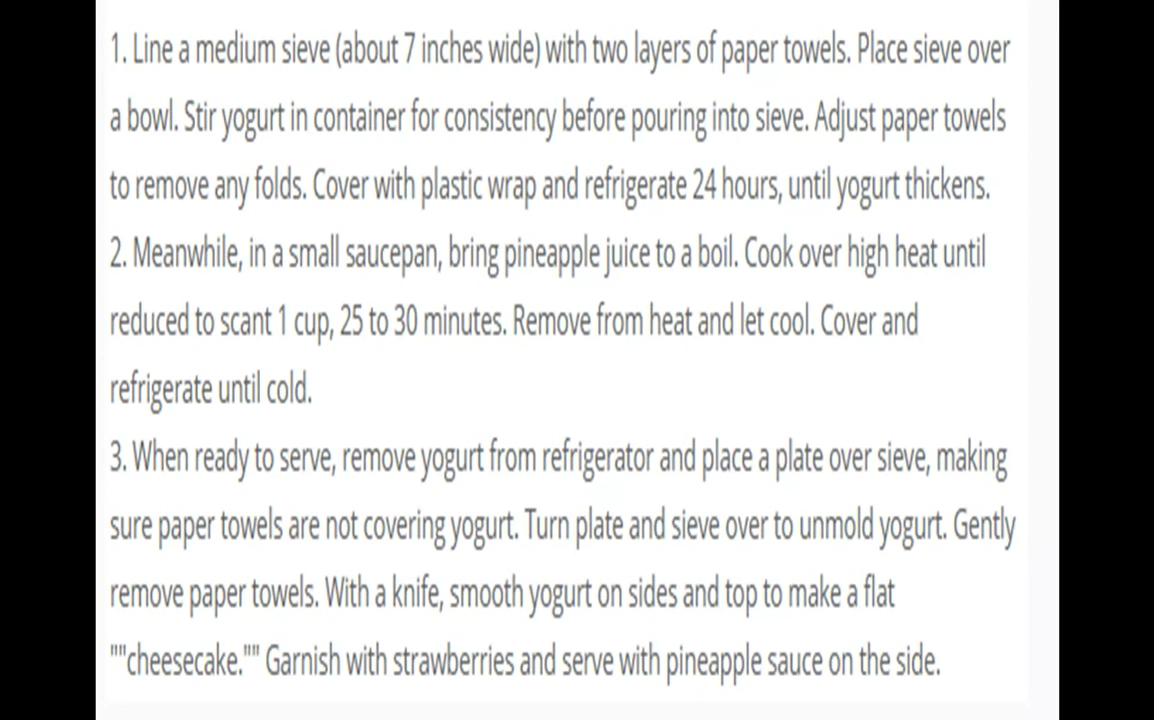 1. Line a medium sieve (about 7 inches wide) with two layers of paper towels. Place sieve over
a bowl. Stir yogurt in container for consistency before pouring into sieve. Adjust paper towels
to remove any folds. Cover with plastic wrap and refrigerate 24 hours, until yogurt thickens.
2. Meanwhile, in a small saucepan, bring pineapple juice to a boil. Cook over high heat until
reduced to scant 1 cup, 25 to 30 minutes. Remove from heat and let cool. Cover and
refrigerate until cold.
3. When ready to serve, remove yogurt from refrigerator and place a plate over sieve, making
sure paper towels are not covering yogurt. Turn plate and sieve over to unmold yogurt. Gently
remove paper towels. With a knife, smooth yogurt on sides and top to make a flat
""cheesecake."" Garnish with strawberries and serve with pineapple sauce on the side.